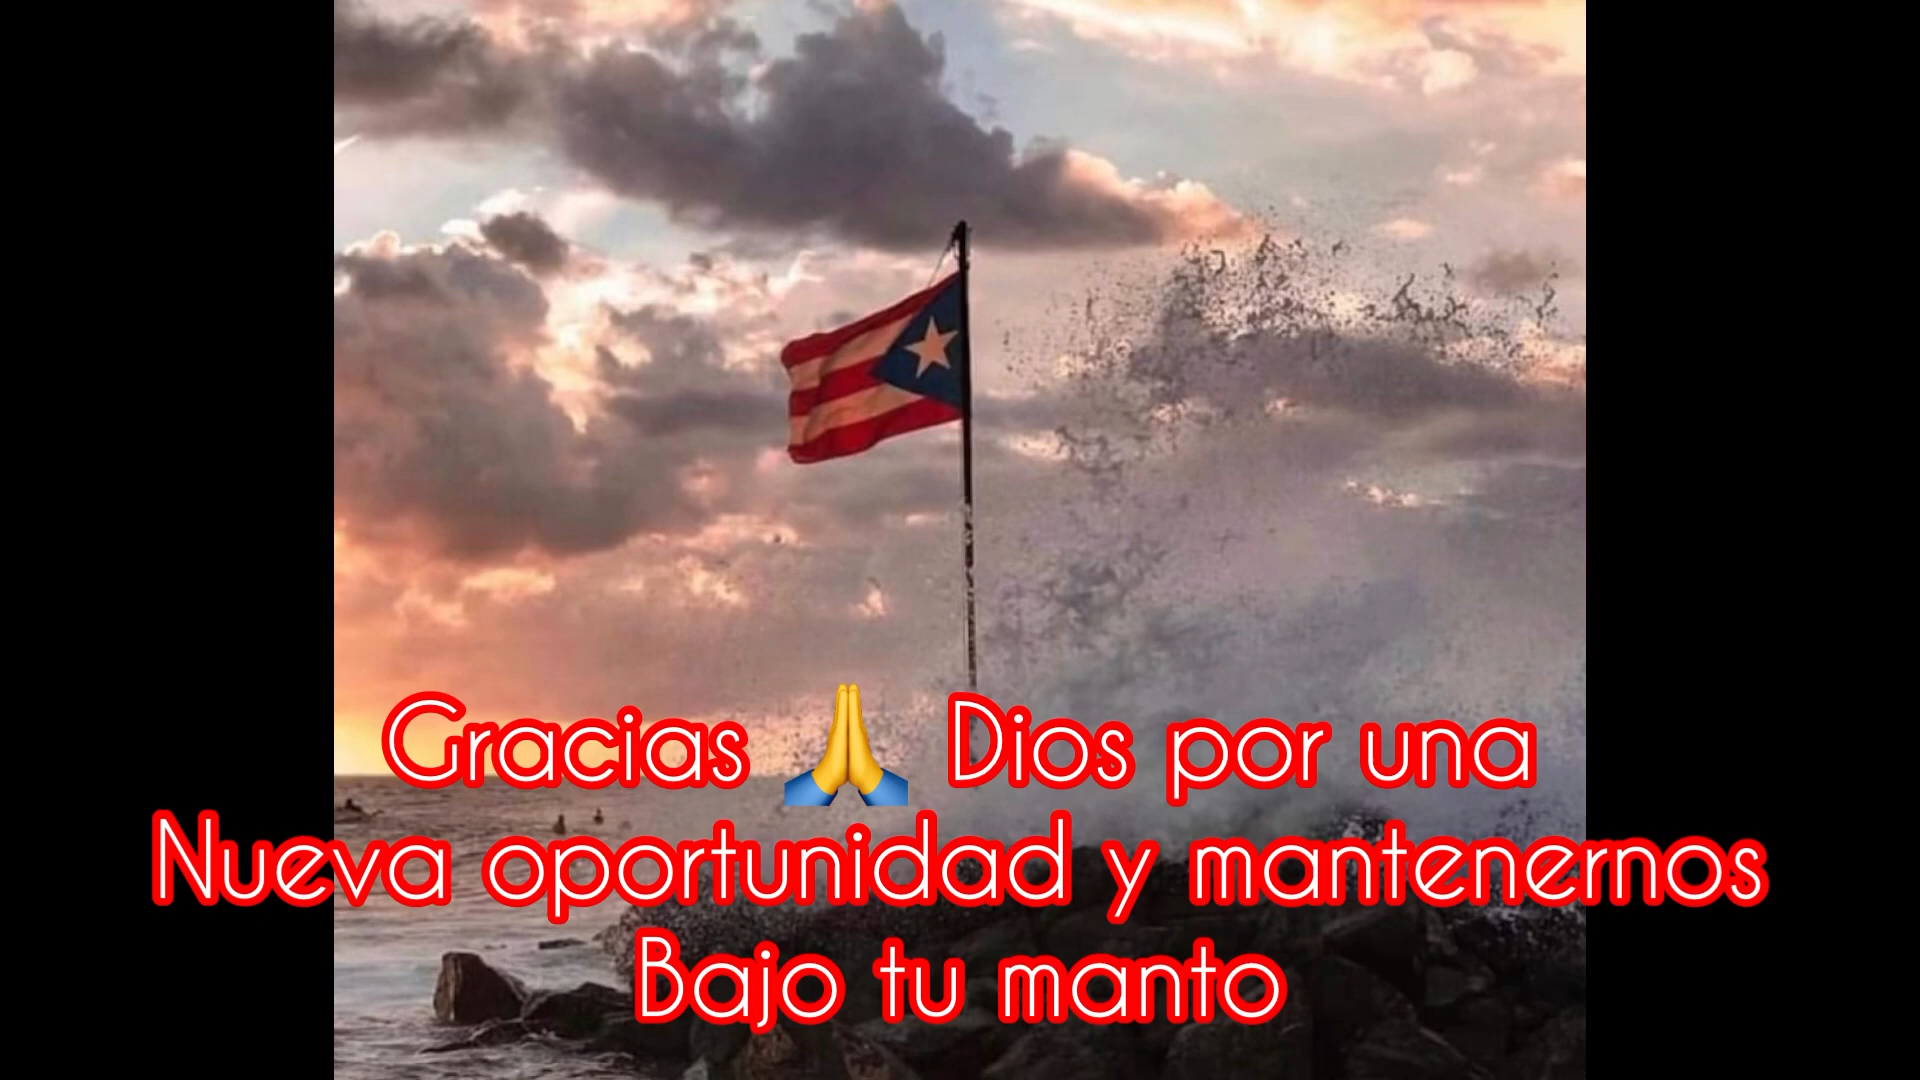 Gracias 🙏 Dios por una
Nueva oportunidad y mantenernos
Bajo tu manto